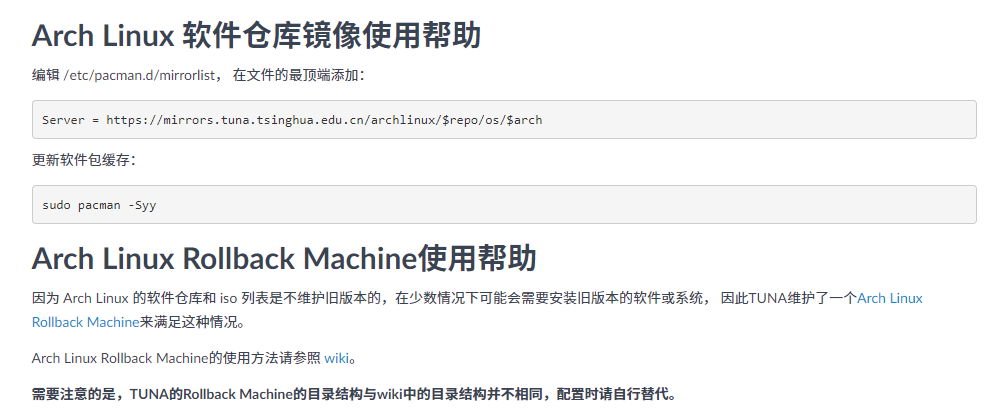 Arch Linux 软件仓库镜像使用帮助
编辑 /etc/pacman.d/mirrorlist， 在文件的最顶端添加：
Server = https://mirrors.tuna.tsinghua.edu.cn/archlinux/$repo/os/$arch
更新软件包缓存：
sudo pacman -Syy
Arch Linux Rollback Machine使用帮助
因为 Arch Linux 的软件仓库和 iso 列表是不维护旧版本的，在少数情况下可能会需要安装旧版本的软件或系统， 因此TUNA维护了一个Arch Linux
Rollback Machine来满足这种情况。
Arch Linux Rollback Machine的使用方法请参照 wiki。
需要注意的是，TUNA的Rollback Machine的目录结构与wiki中的目录结构并不相同，配置时请自行替代。